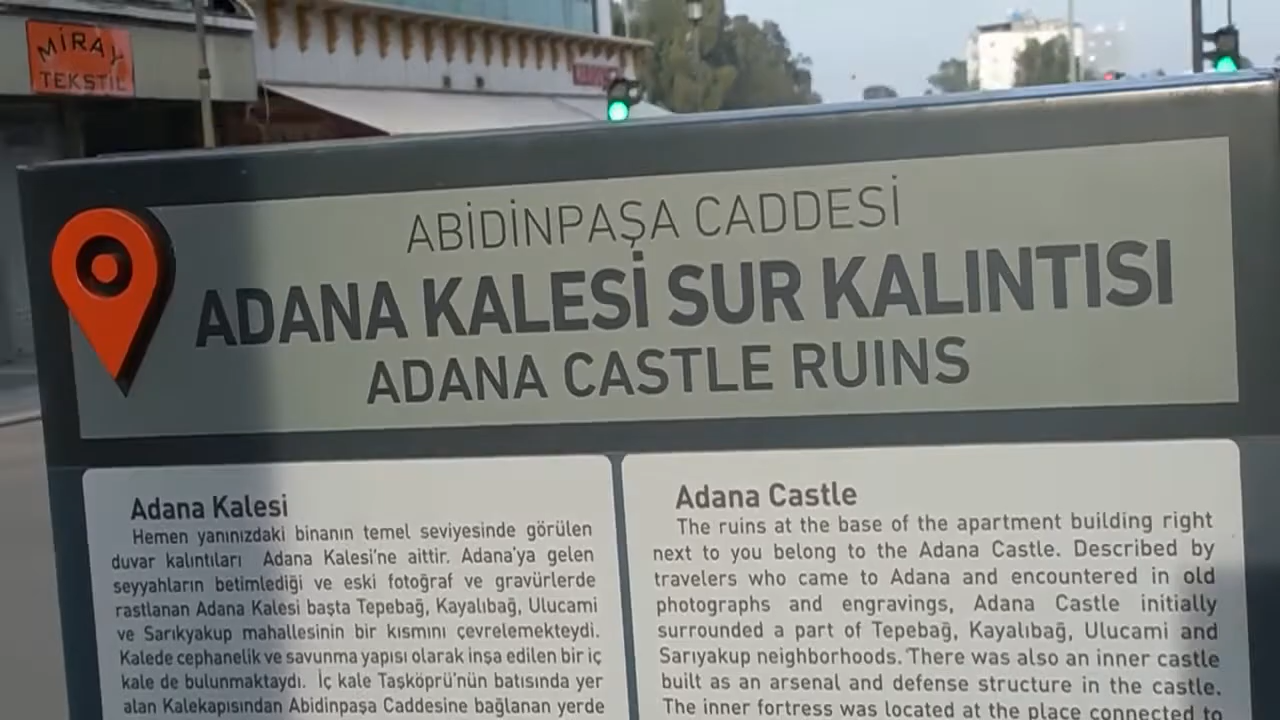 MİRAY
TEKSTİL
ABİDİNPAŞA CADDESİ
ADANA KALESİ SUR KALINTISI
ADANA CASTLE RUINS
Adana Kalesi
Hemen yanınızdaki binanın temel seviyesinde görülen
duvar kalıntıları Adana Kalesi'ne aittir. Adana'ya gelen
seyyahların betimlediği ve eski fotoğraf ve gravürlerde
rastlanan Adana Kalesi başta Tepebağ, Kayalıbağ, Ulucami
ve Sarıkyakup mahallesinin bir kısmını çevrelemekteydi.
Kalede cephanelik ve savunma yapısı olarak inşa edilen bir iç
kale de bulunmaktaydı. İç kale Taşköprü'nün batısında yer
alan Kalekapısından Abidinpaşa Caddesine bağlanan yerde
Adana Castle
The ruins at the base of the apartment building right
next to you belong to the Adana Castle. Described by
travelers who came to Adana and encountered in old
photographs and engravings, Adana Castle initially
surrounded a part of Tepebağ, Kayalıbağ, Ulucami and
Sarıyakup neighborhoods. There was also an inner castle
built as an arsenal and defense structure in the castle.
The inner fortress was located at the place connected to